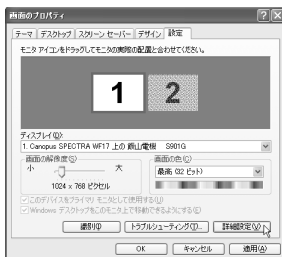 画面のプロパティ
テーマ デスクトップ スクリーン セーバー デザイン 設定
モニタ アイコンをドラッグしてモニタの実際の配置と合わせてください。
1 2
ディスプレイ(D):
1. Canopus SPECTRA WF17 上の 飯山電機 S901G
画面の解像度(S) 画面の色(C)
小 大 最高 (32 ビット)
1024 x 768 ピクセル
このデバイスをプライマリ モニタとして使用する(U)
Windows デスクトップをこのモニタ上で移動できるようにする(E)
識別(I) トラブルシューティング(T)... 詳細設定(V)
OK キャンセル 適用(A)